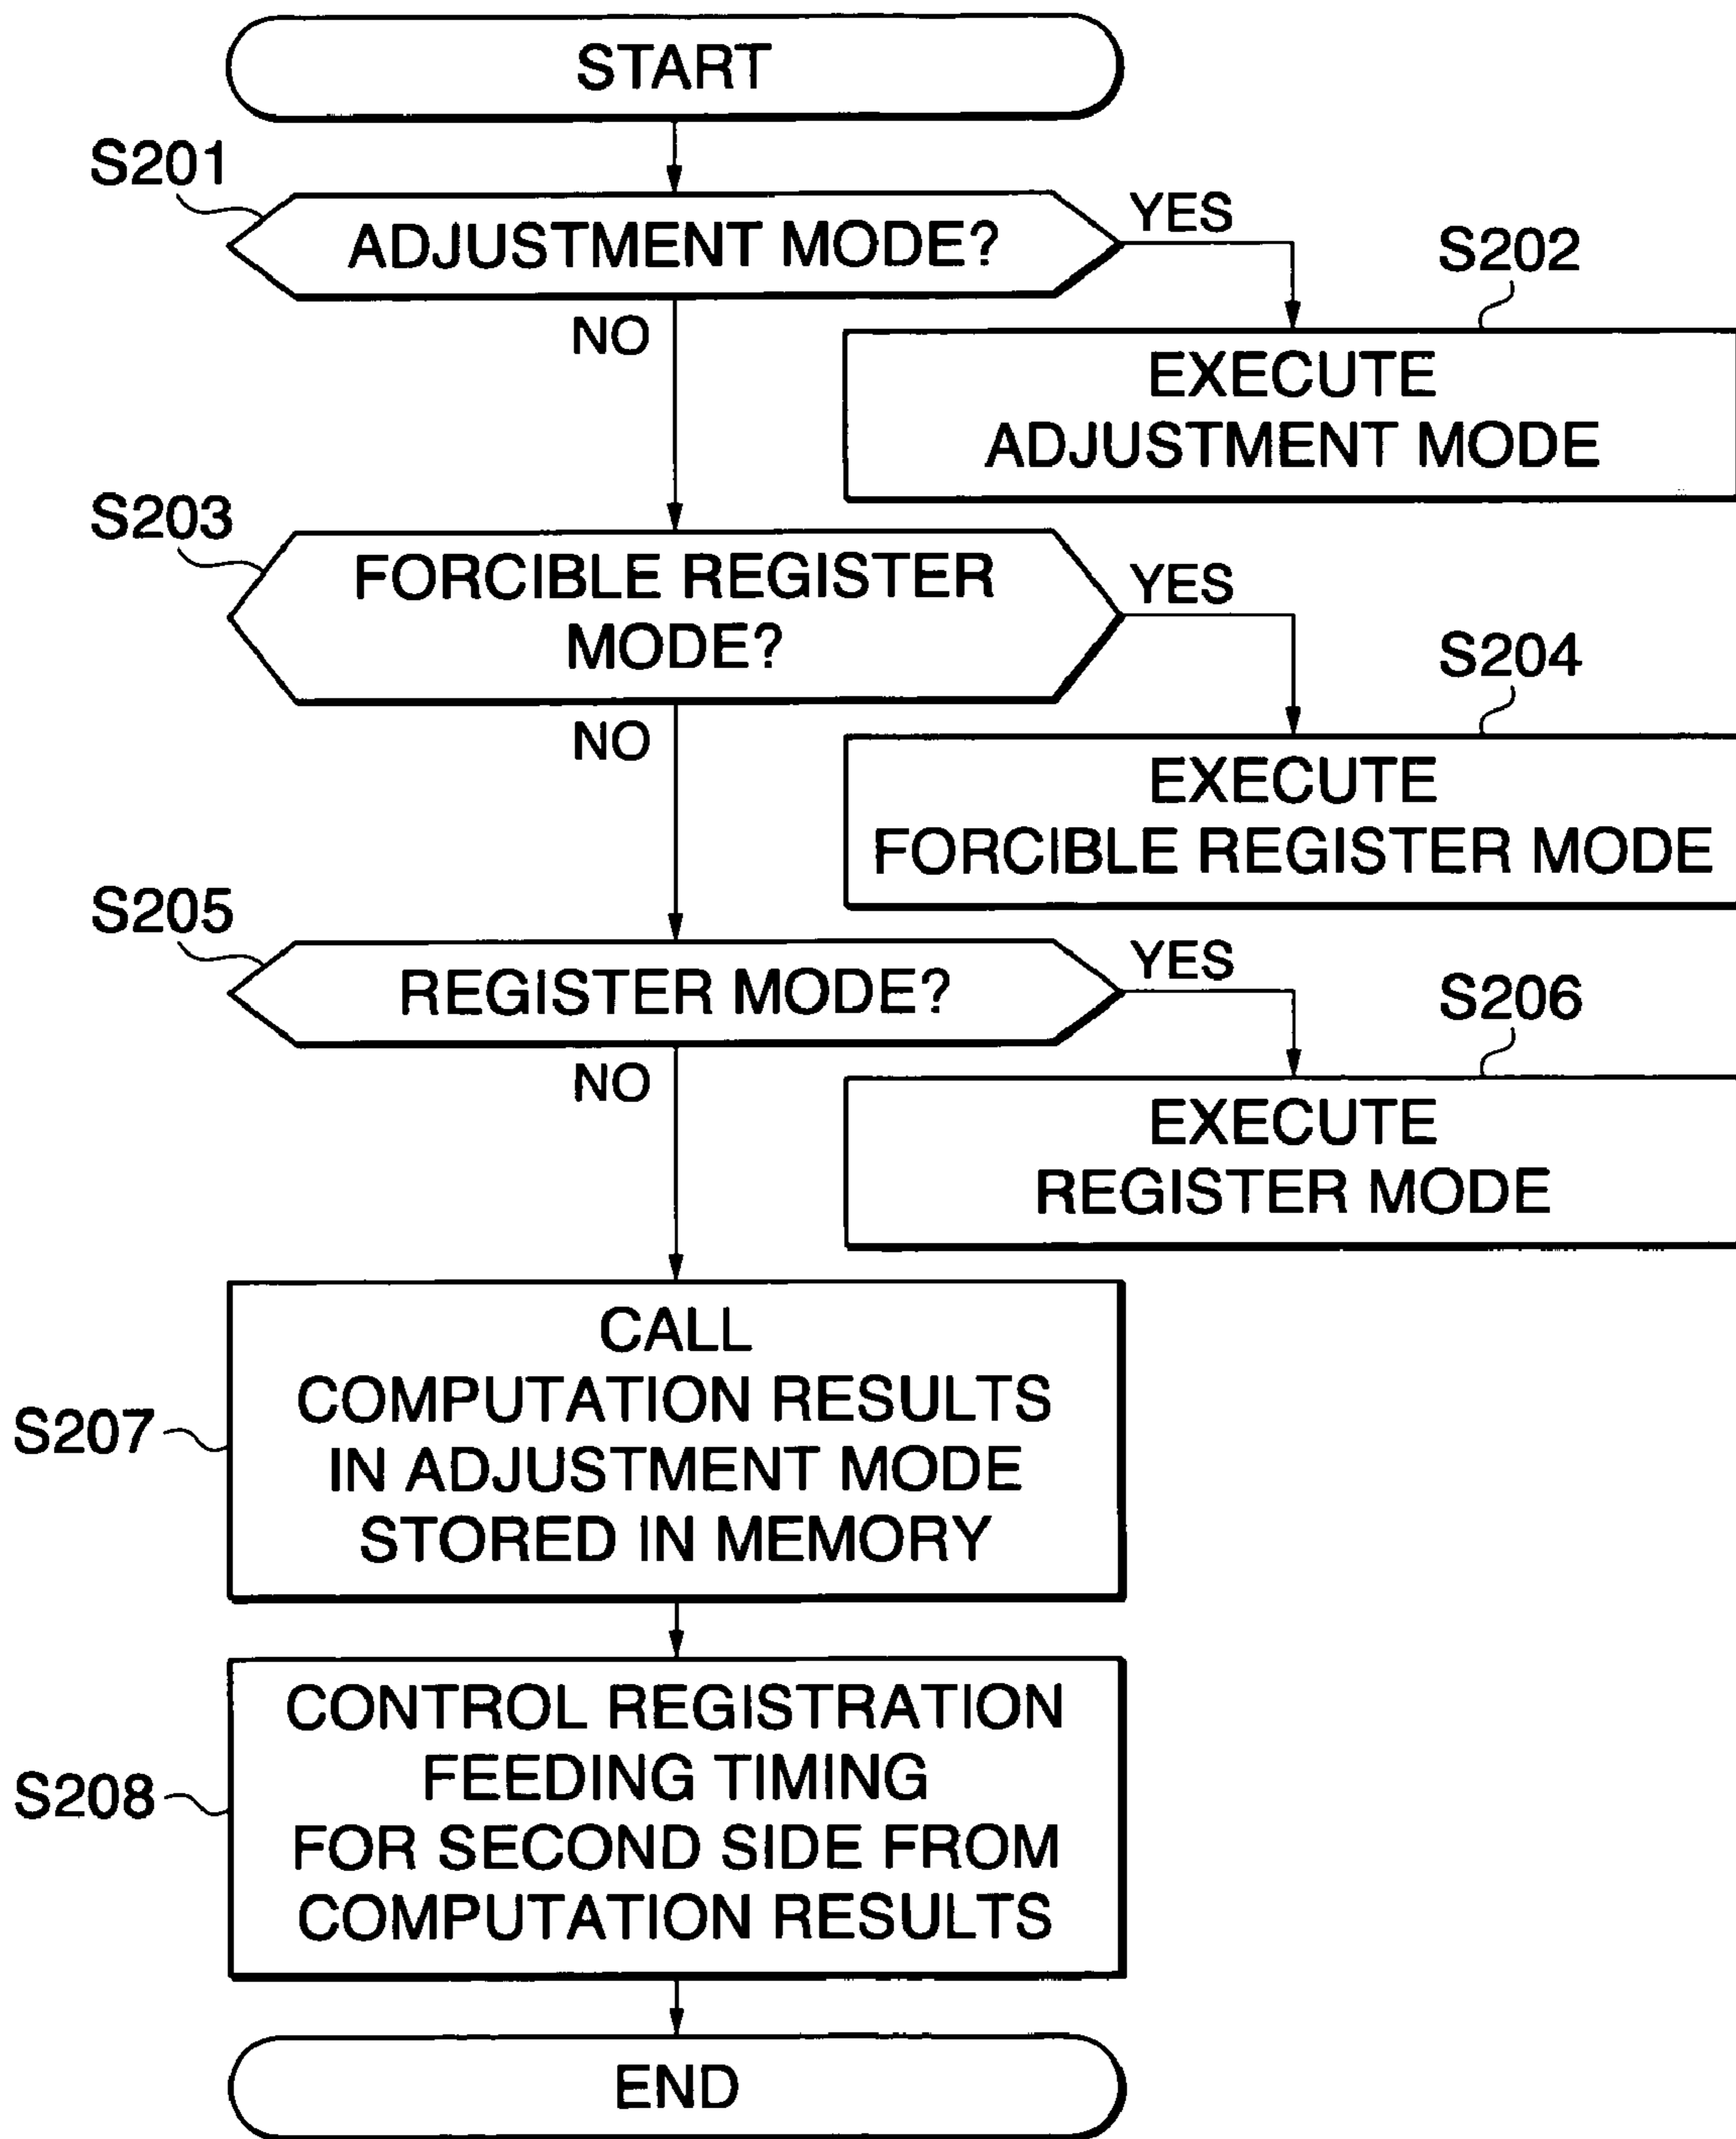 START
S201
ADJUSTMENT MODE?
YES
S202
NO
EXECUTE
ADJUSTMENT MODE
S203
FORCIBLE REGISTER
MODE?
YES
S204
NO
EXECUTE
FORCIBLE REGISTER MODE
S205
REGISTER MODE?
YES
S206
NO
EXECUTE
REGISTER MODE
S207
CALL
COMPUTATION RESULTS
IN ADJUSTMENT MODE
STORED IN MEMORY
S208
CONTROL REGISTRATION
FEEDING TIMING
FOR SECOND SIDE FROM
COMPUTATION RESULTS
END